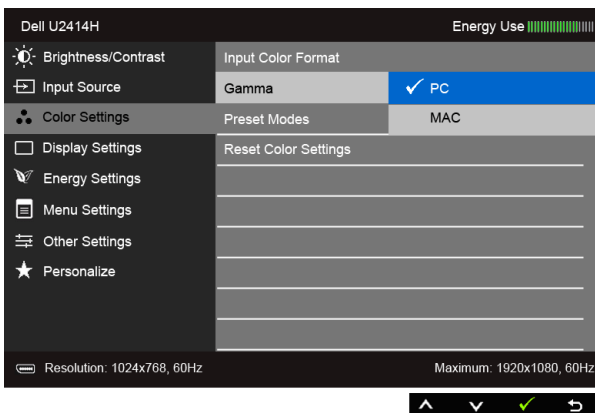 Dell U2414H Energy Use
Brightness/Contrast Input Color Format
Input Source Gamma PC
Color Settings Preset Modes MAC
Display Settings Reset Color Settings
Energy Settings
Menu Settings
Other Settings
Personalize
Resolution: 1024x768, 60Hz Maximum: 1920x1080, 60Hz